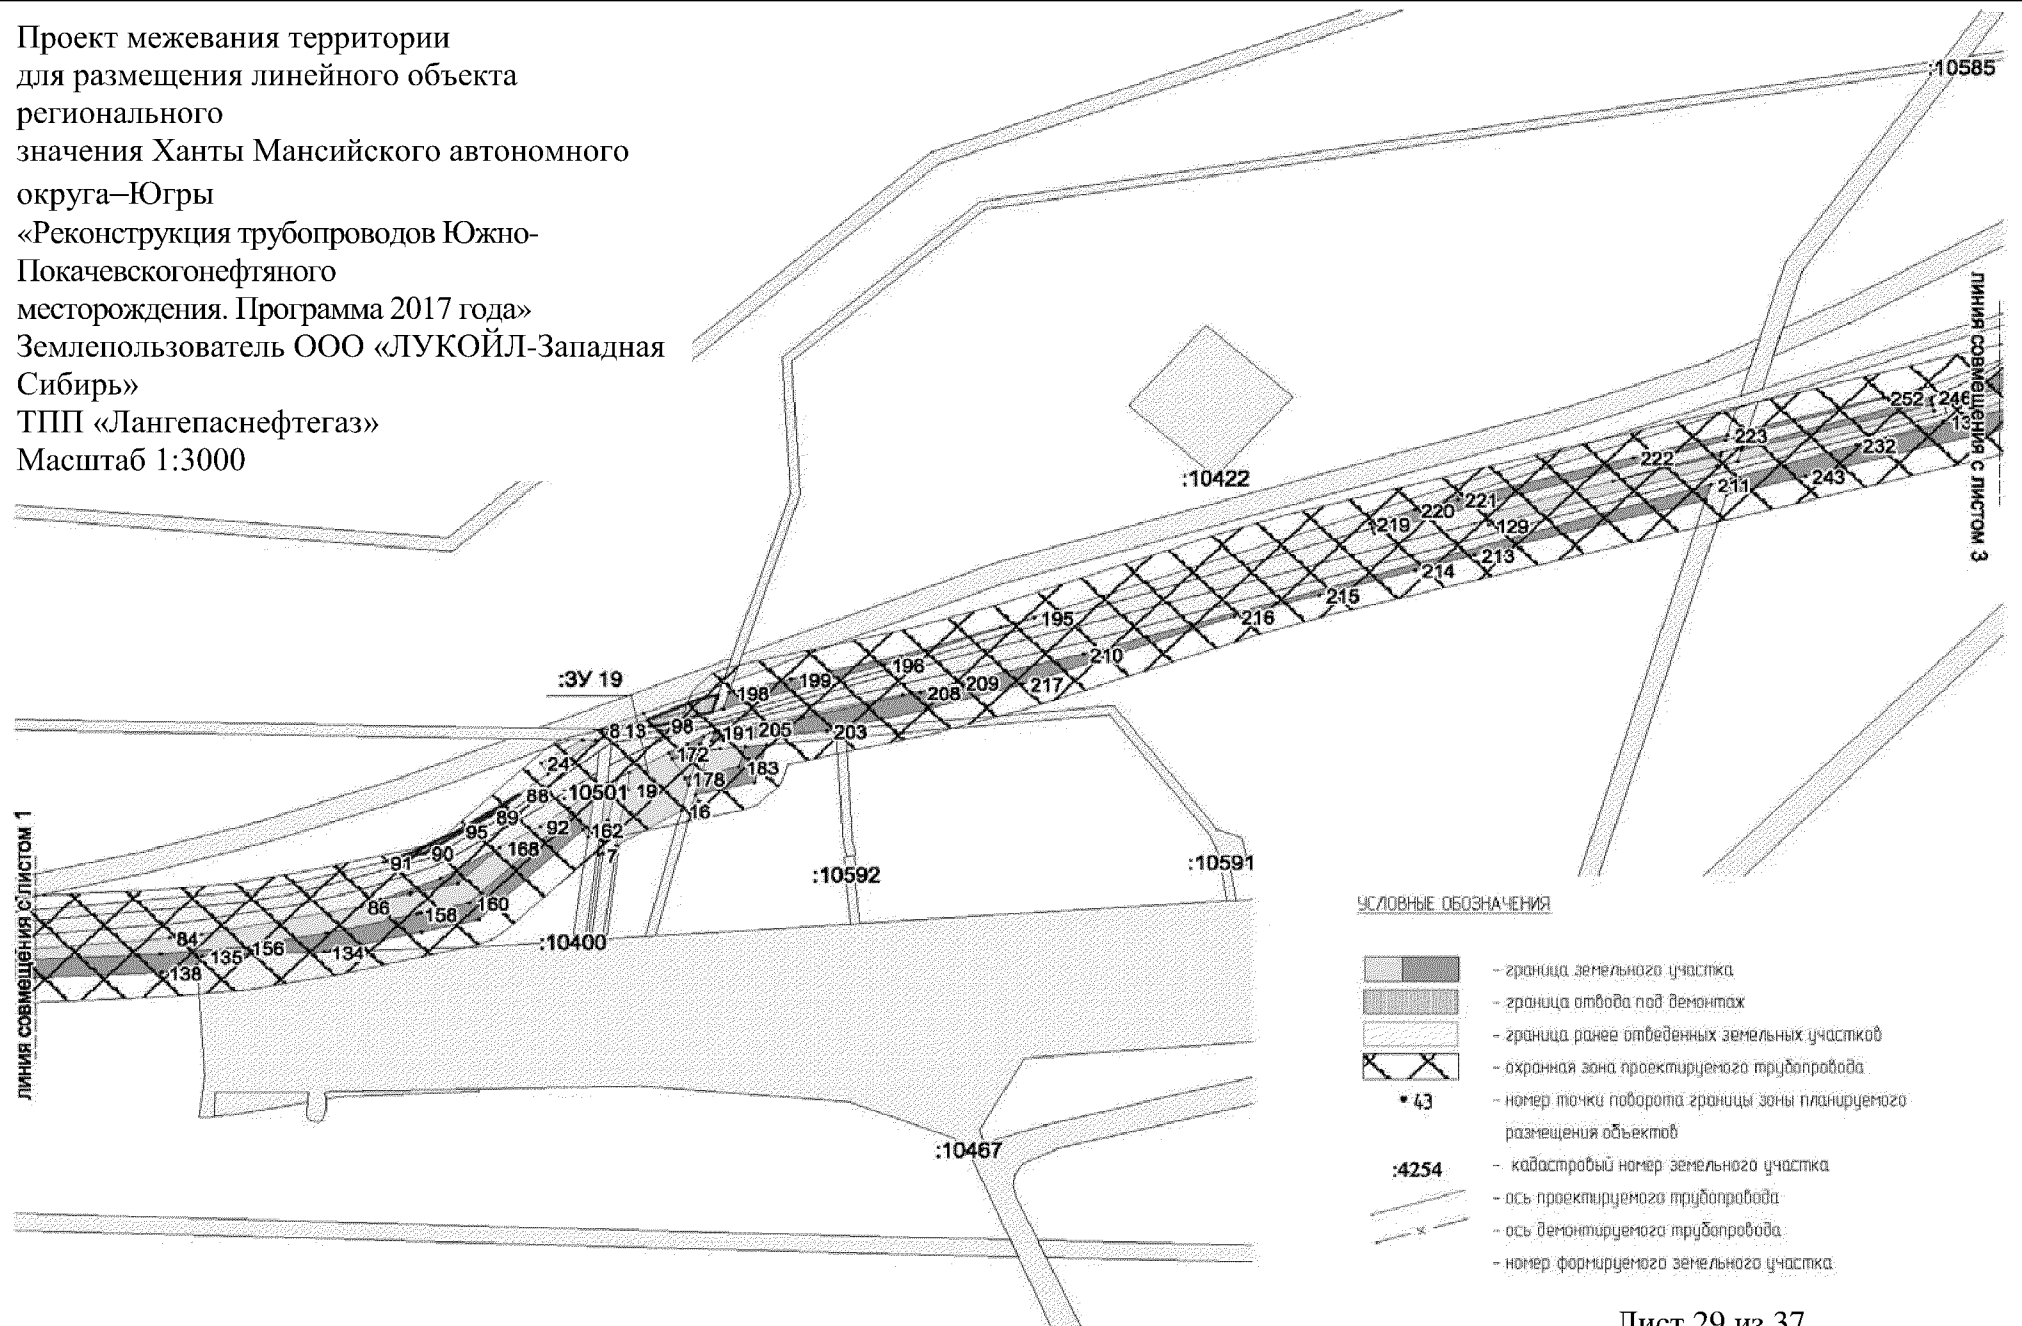 Проект межевания территории
для размещения линейного объекта
регионального
значения Ханты Мансийского автономного
округа–Югры
«Реконструкция трубопроводов Южно-
Покачевскогонефтяного
месторождения. Программа 2017 года»
Землепользователь ООО «ЛУКОЙЛ-Западная
Сибирь»
ТПП «Лангепаснефтегаз»
Масштаб 1:3000
:10585
линия совмещения с листом 3
252
246
13
223
232
222
243
211
:10422
221
220
219
129
213
214
215
216
195
210
196
217
209
208
199
198
:ЗУ 19
8
13
98
191
205
203
172
183
24
178
88
:10501
19
16
89
95
92
162
7
168
90
91
:10592
:10591
86
158
160
84
135
156
134
138
:10400
линия совмещения с листом 1
:10467
УСЛОВНЫЕ ОБОЗНАЧЕНИЯ
- граница земельного участка
- граница отвода под демонтаж
- граница ранее отведенных земельных участков
- охранная зона проектируемого трубопровода
43 - номер точки поворота границы зоны планируемого
размещения объектов
:4254 - кадастровый номер земельного участка
- ось проектируемого трубопровода
- ось демонтируемого трубопровода
- номер формируемого земельного участка
Лист 29 из 37